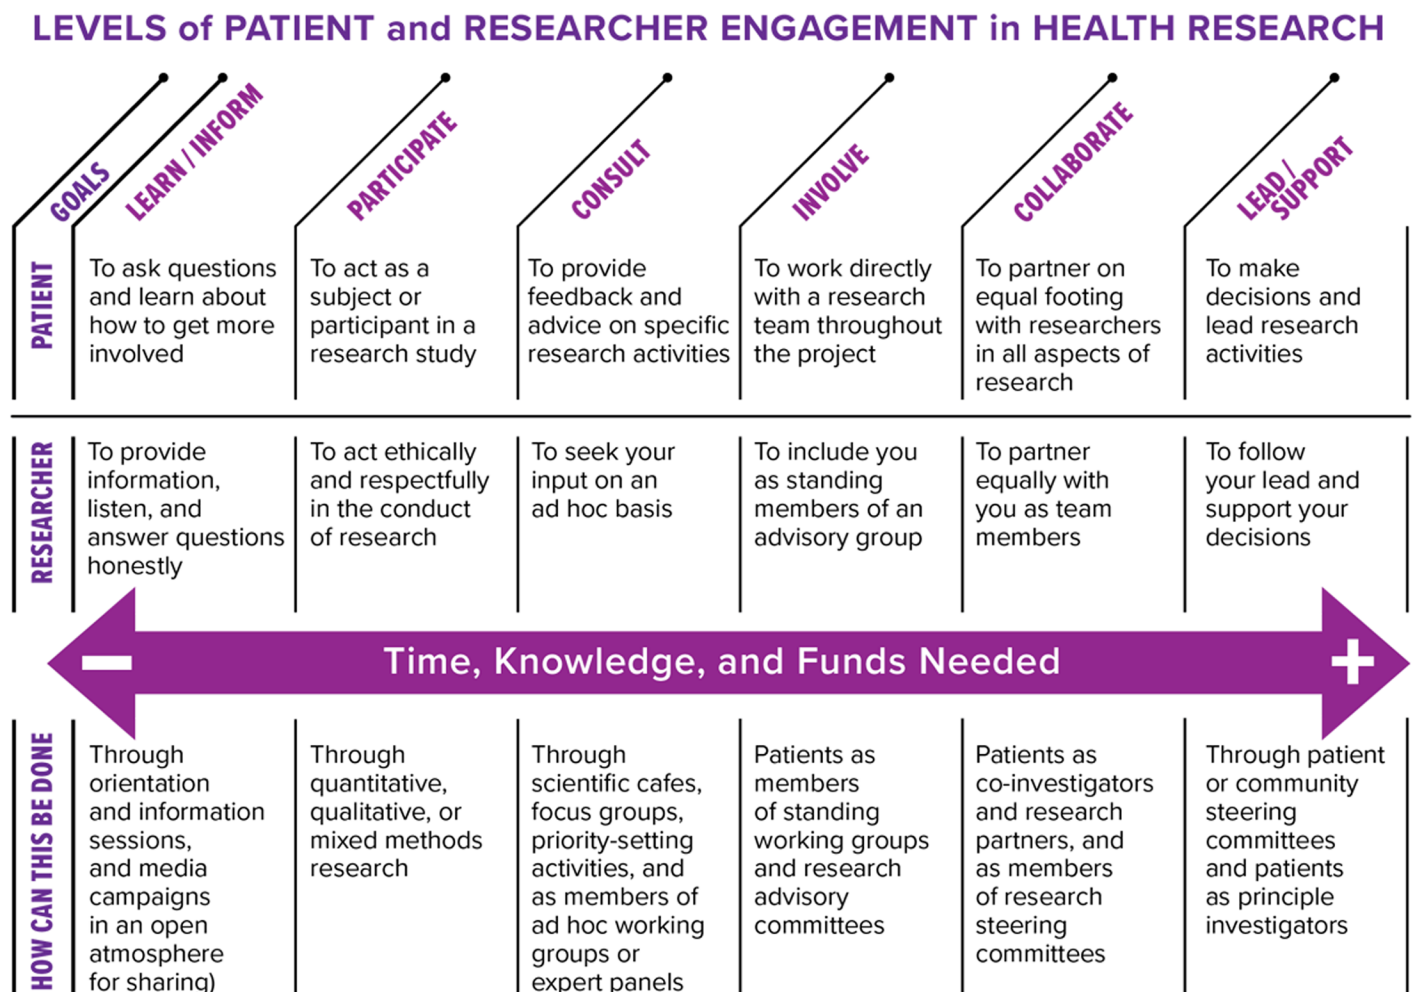 LEVELS of PATIENT and RESEARCHER ENGAGEMENT in HEALTH RESEARCH
GOALS
LEARN / INFORM
PARTICIPATE
CONSULT
INVOLVE
COLLABORATE
LEAD /
SUPPORT
PATIENT
To ask questions
and learn about
how to get more
involved
To act as a
subject or
participant in a
research study
To provide
feedback and
advice on specific
research activities
To work directly
with a research
team throughout
the project
To partner on
equal footing
with researchers
in all aspects of
research
To make
decisions and
lead research
activities
RESEARCHER
To provide
information,
listen, and
answer questions
honestly
To act ethically
and respectfully
in the conduct
of research
To seek your
input on an
ad hoc basis
To include you
as standing
members of an
advisory group
To partner
equally with
you as team
members
To follow
your lead and
support your
decisions
Time, Knowledge, and Funds Needed
HOW CAN THIS BE DONE
Through
orientation
and information
sessions,
and media
campaigns
in an open
atmosphere
for sharing)
Through
quantitative,
qualitative, or
mixed methods
research
Through
scientific cafes,
focus groups,
priority-setting
activities, and
as members of
ad hoc working
groups or
expert panels
Patients as
members
of standing
working groups
and research
advisory
committees
Patients as
co-investigators
and research
partners, and
as members
of research
steering
committees
Through patient
or community
steering
committees
and patients
as principle
investigators